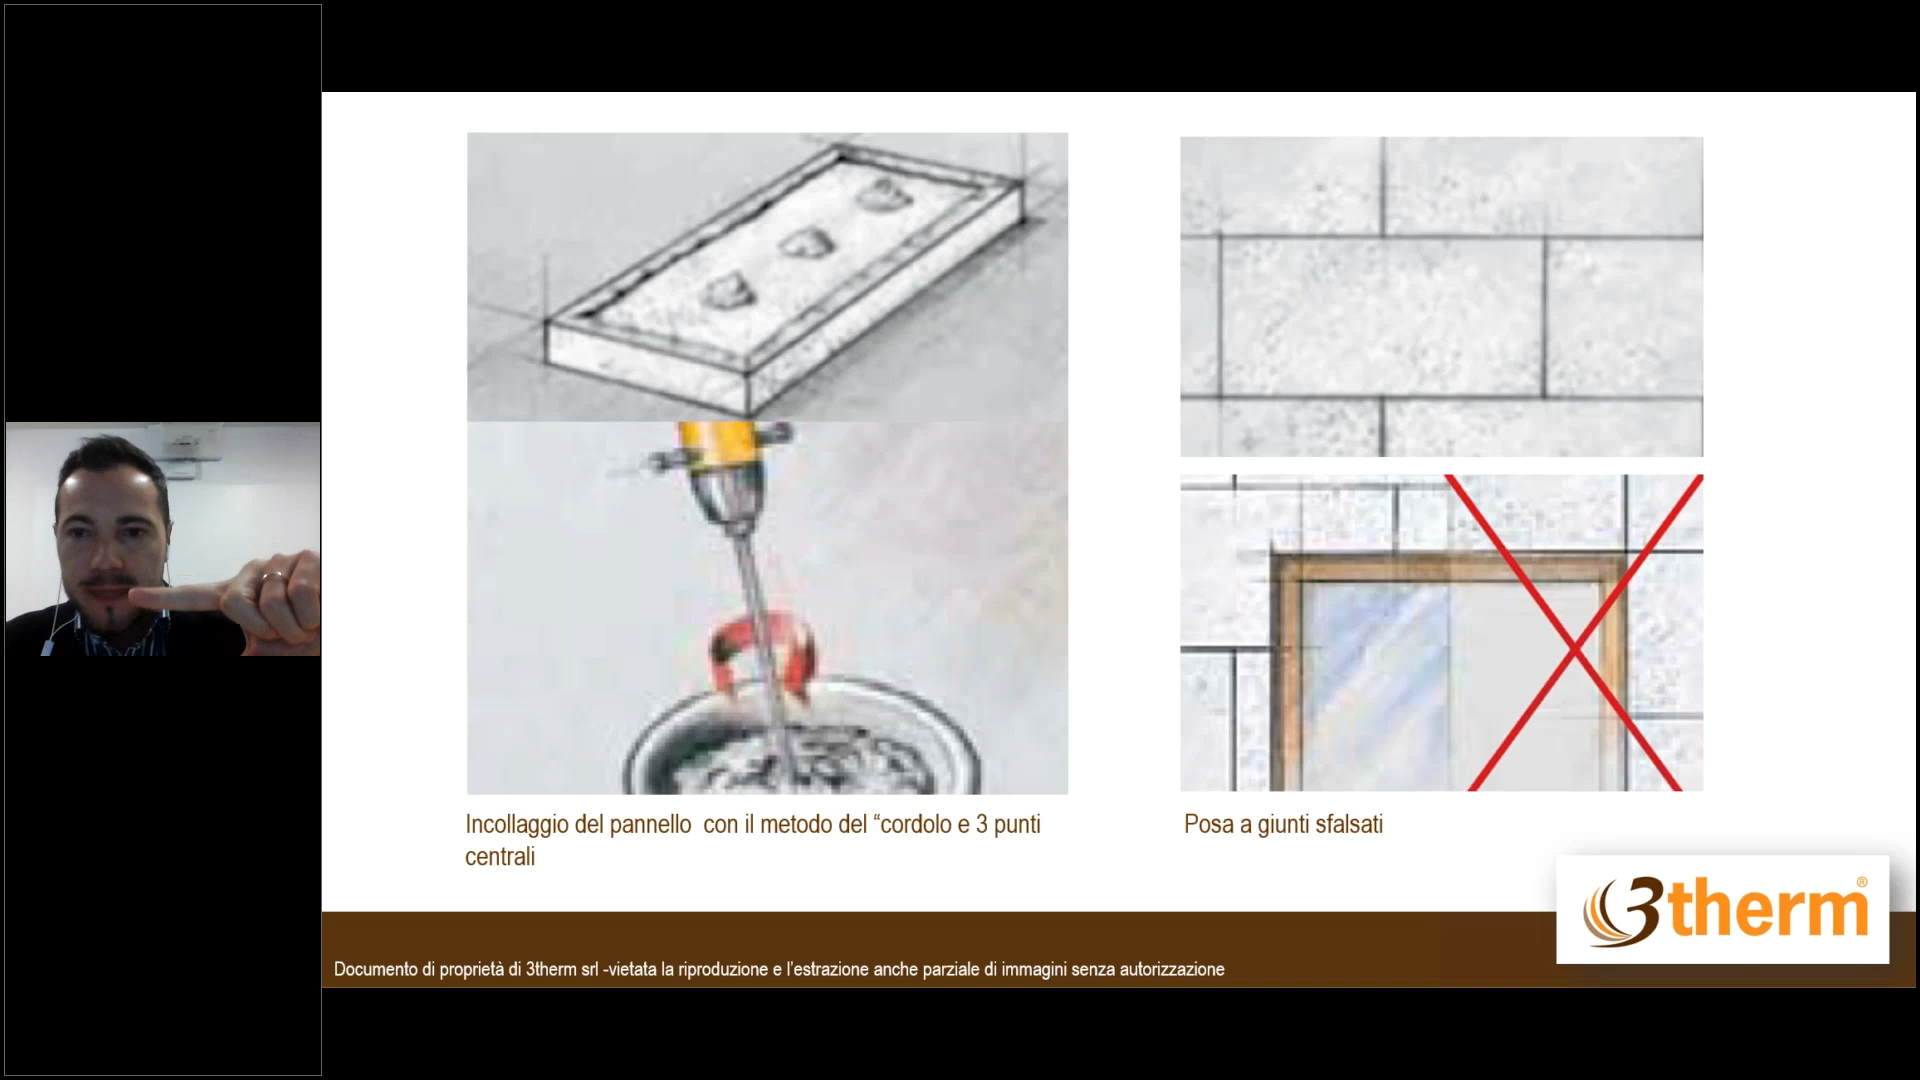 Incollaggio del pannello con il metodo del “cordolo e 3 punti
centrali
Posa a giunti sfalsati
3therm®
Documento di proprietà di 3therm srl -vietata la riproduzione e l’estrazione anche parziale di immagini senza autorizzazione